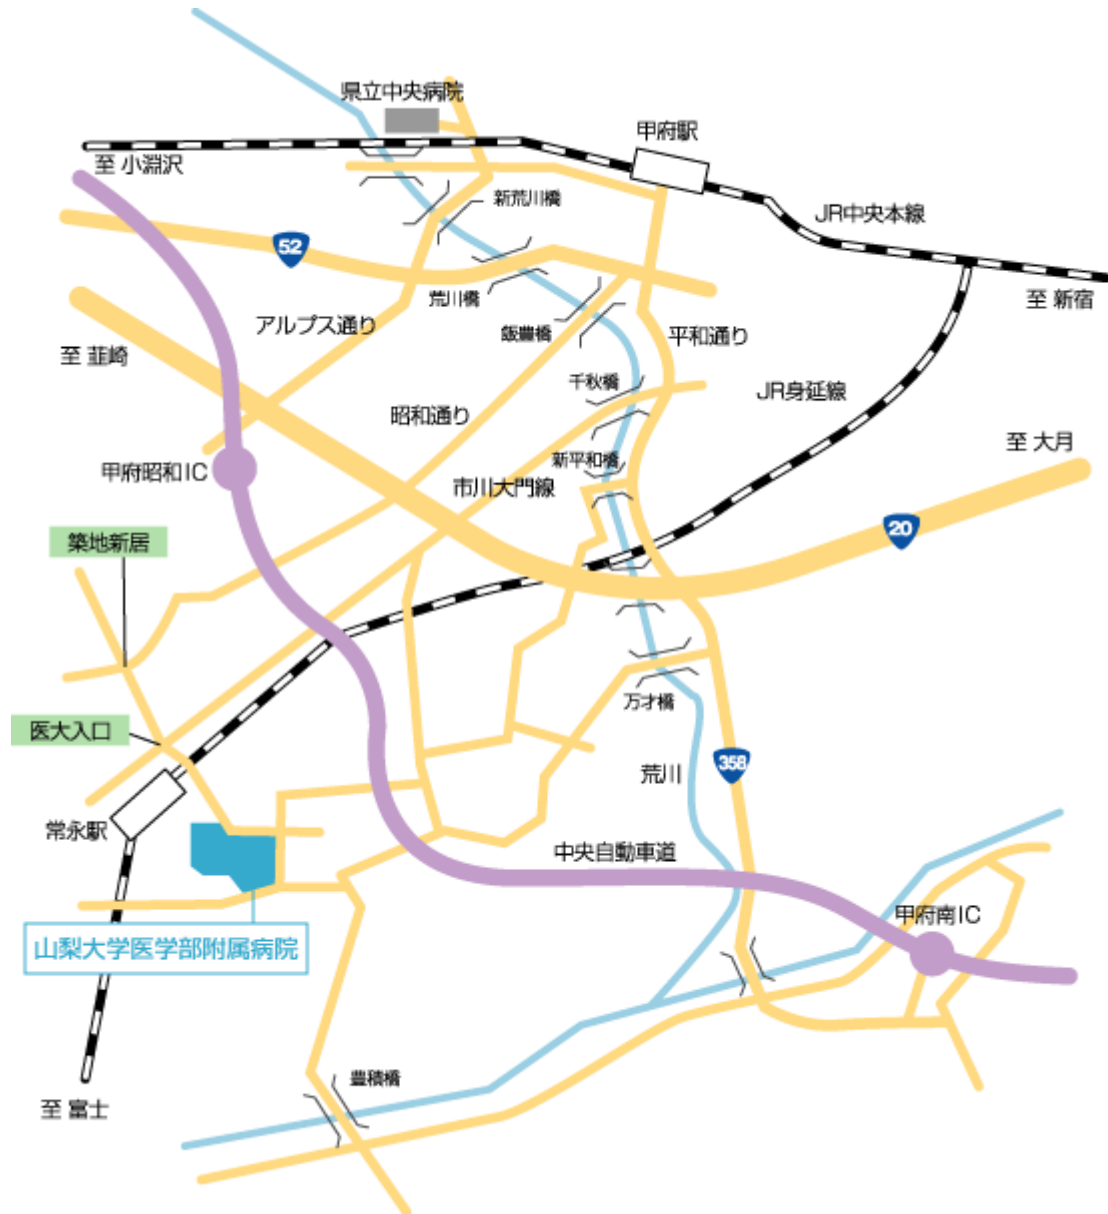 県立中央病院
甲府駅
至 小淵沢
新荒川橋
JR中央本線
52
荒川橋
至 新宿
アルプス通り
飯豊橋
平和通り
至 韮崎
千秋橋
JR身延線
昭和通り
至 大月
甲府昭和IC
新平和橋
市川大門線
20
築地新居
万才橋
医大入口
358
荒川
常永駅
中央自動車道
甲府南IC
山梨大学医学部附属病院
豊積橋
至 富士